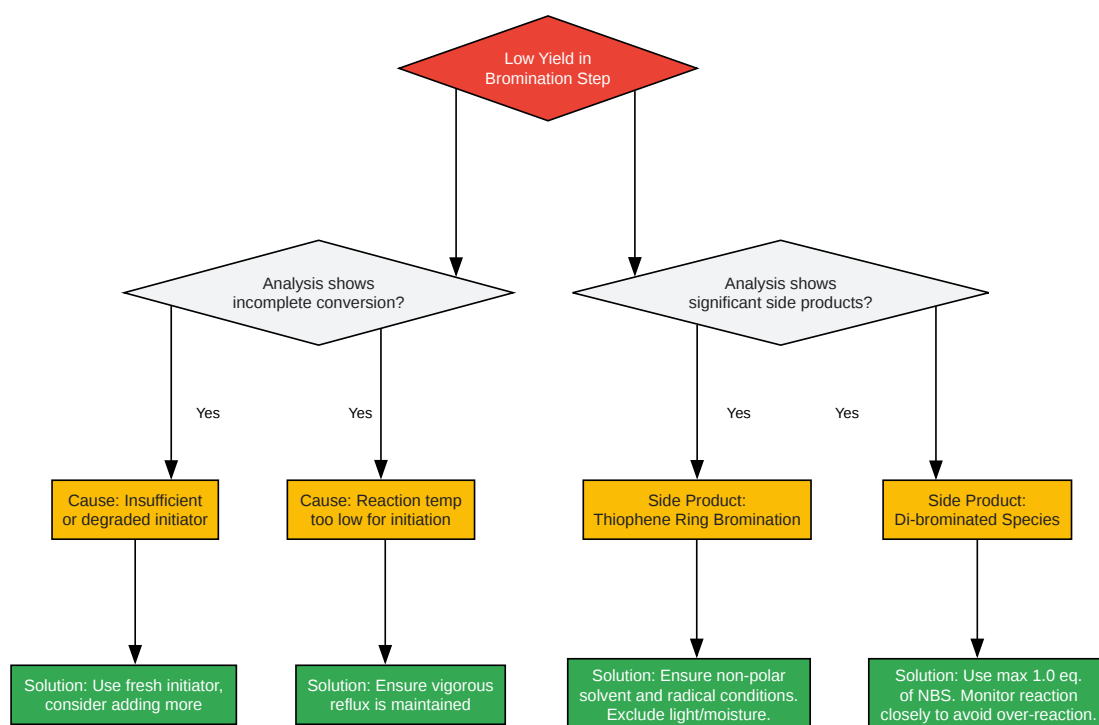 Low Yield in
Bromination Step
Analysis shows
incomplete conversion?
Analysis shows
significant side products?
Yes
Yes
Yes
Yes
Cause: Insufficient
or degraded initiator
Cause: Reaction temp
too low for initiation
Side Product:
Thiophene Ring Bromination
Side Product:
Di-brominated Species
Solution: Use fresh initiator,
consider adding more
Solution: Ensure vigorous
reflux is maintained
Solution: Ensure non-polar
solvent and radical conditions.
Exclude light/moisture.
Solution: Use max 1.0 eq.
of NBS. Monitor reaction
closely to avoid over-reaction.